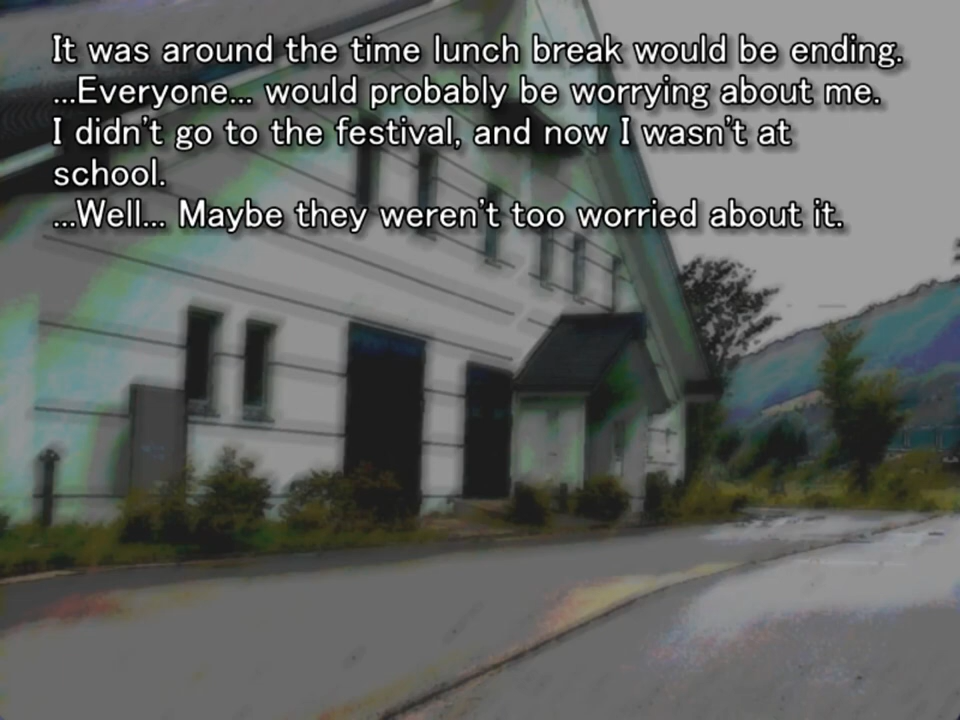 It was around the time lunch break would be ending.
...Everyone... would probably be worrying about me.
I didn't go to the festival, and now I wasn't at
school.
...Well... Maybe they weren't too worried about it.